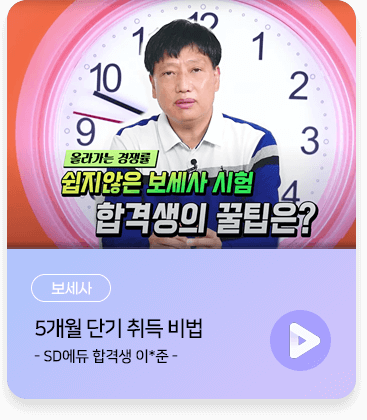 10
9
8
12
1
2
3
4
올라가는 경쟁률
쉽지않은 보세사 시험
합격생의 꿀팁은?
보세사
5개월 단기 취득 비법
- SD에듀 합격생 이*준 -